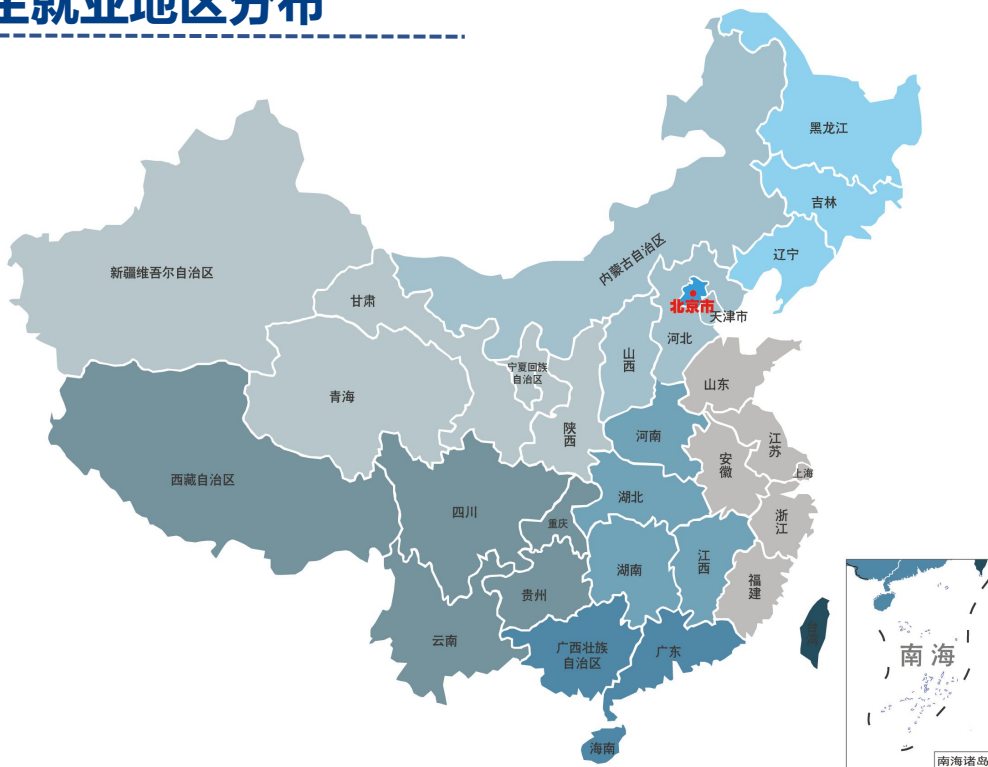 生就业地区分布
黑龙江
吉林
辽宁
内蒙古自治区
新疆维吾尔自治区
甘肃
北京市
天津市
河北
山西
宁夏回族
自治区
山东
青海
陕西
河南
江苏
安徽
上海
西藏自治区
湖北
四川
重庆
浙江
江西
湖南
福建
贵州
台湾
云南
广西壮族
自治区
广东
南海
海南
南海诸岛